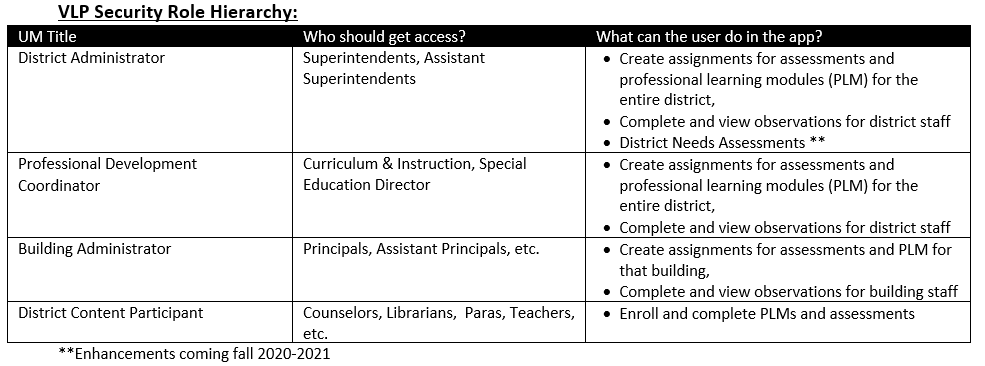 VLP Security Role Hierarchy:
UM Title Who should get access? What can the user do in the app?
District Administrator
Superintendents, Assistant
Superintendents
• Create assignments for assessments and
professional learning modules (PLM) for the
entire district,
• Complete and view observations for district staff
• District Needs Assessments **
Professional Development
Coordinator
Curriculum & Instruction, Special
Education Director
• Create assignments for assessments and
professional learning modules (PLM) for the
entire district,
• Complete and view observations for district staff
Building Administrator
Principals, Assistant Principals, etc.
• Create assignments for assessments and PLM for
that building,
• Complete and view observations for building staff
District Content Participant
Counselors, Librarians, Paras, Teachers,
etc.
• Enroll and complete PLMs and assessments
**Enhancements coming fall 2020-2021